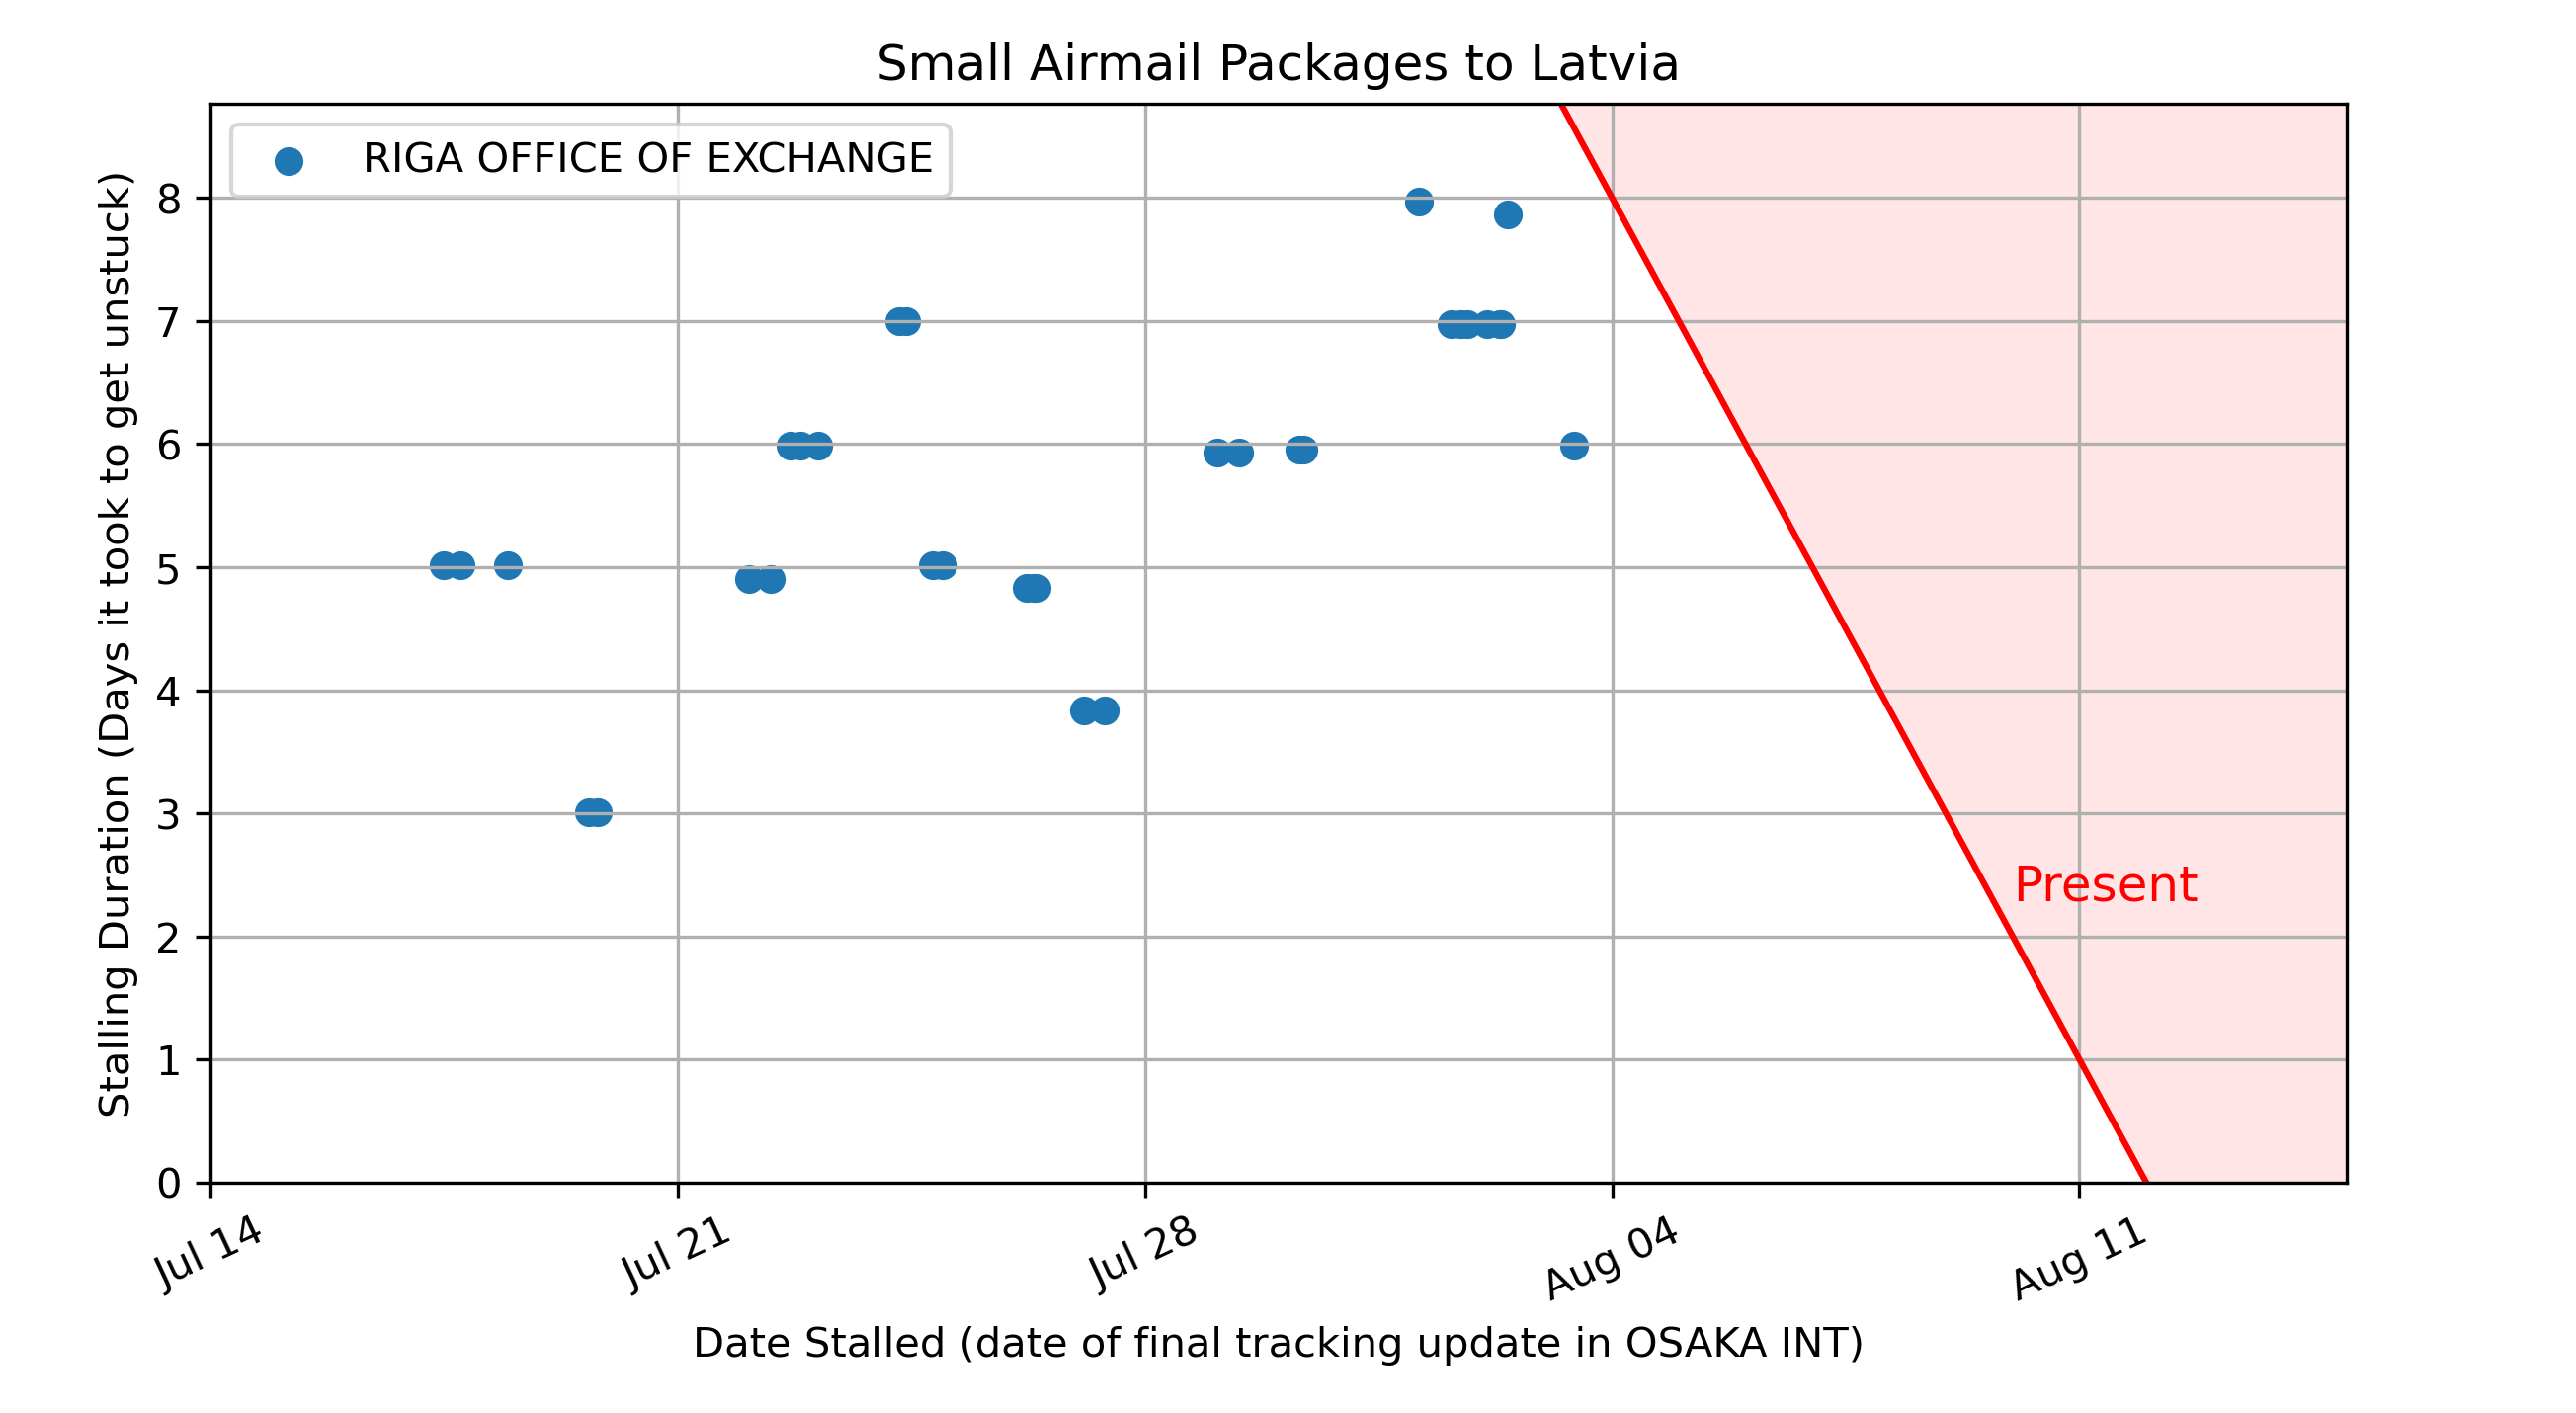 Small Airmail Packages to Latvia
RIGA OFFICE OF EXCHANGE
Stalling Duration (Days it took to get unstuck)
8
7
6
5
4
3
2
1
0
Present
Jul 14
Jul 21
Jul 28
Aug 04
Aug 11
Date Stalled (date of final tracking update in OSAKA INT)